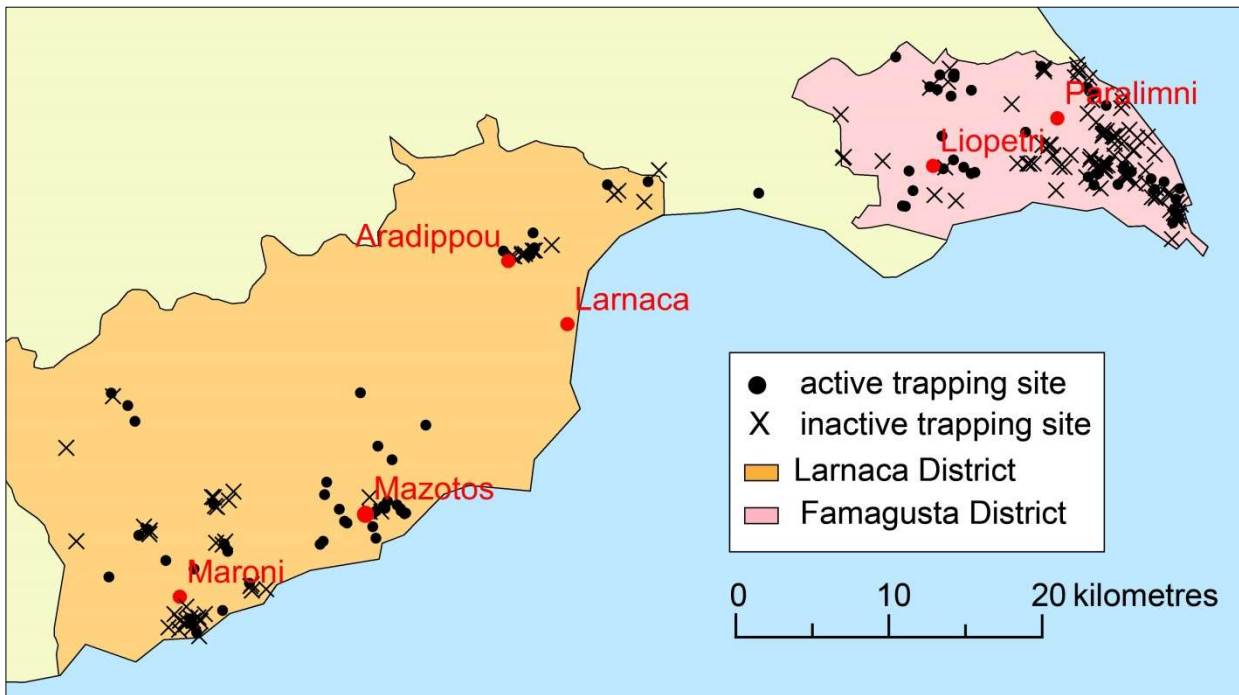 Paralimni
Liopetri
Aradippou
Larnaca
Mazotos
Maroni
active trapping site
X inactive trapping site
Larnaca District
Famagusta District
0 10 20 kilometres